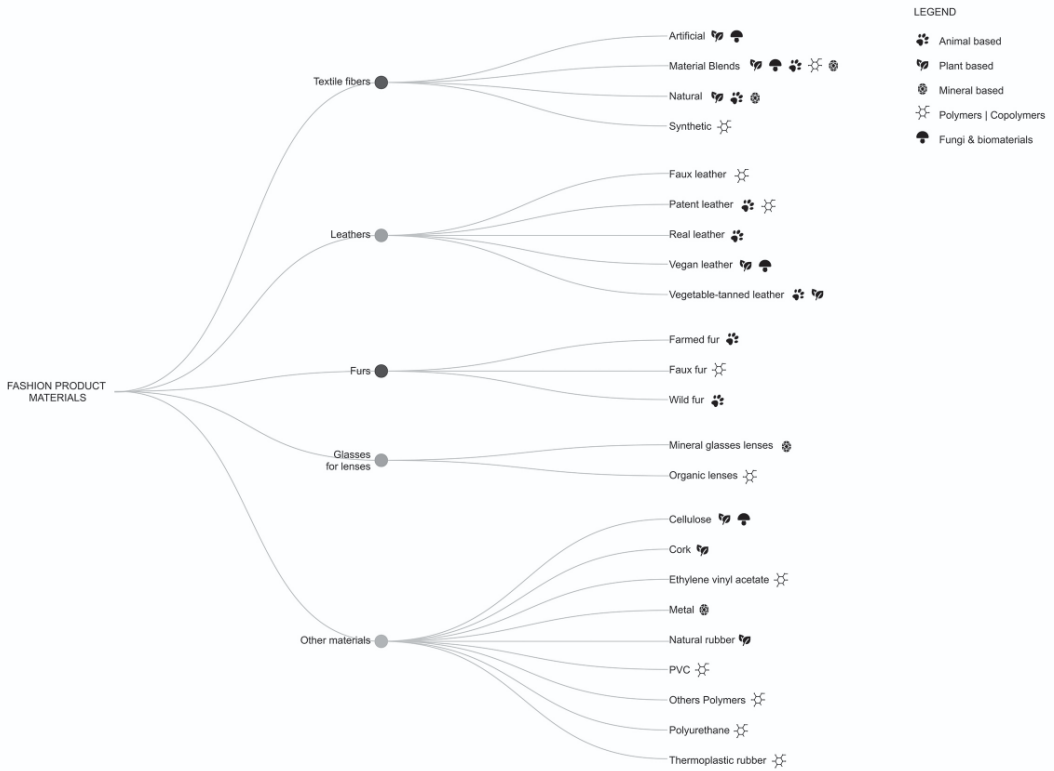 LEGEND
Animal based
Plant based
Mineral based
Polymers | Copolymers
Fungi & biomaterials
FASHION PRODUCT
MATERIALS
Textile fibers
Artificial
Material Blends
Natural
Synthetic
Leathers
Faux leather
Patent leather
Real leather
Vegan leather
Vegetable-tanned leather
Furs
Farmed fur
Faux fur
Wild fur
Glasses
for lenses
Mineral glasses lenses
Organic lenses
Other materials
Cellulose
Cork
Ethylene vinyl acetate
Metal
Natural rubber
PVC
Others Polymers
Polyurethane
Thermoplastic rubber